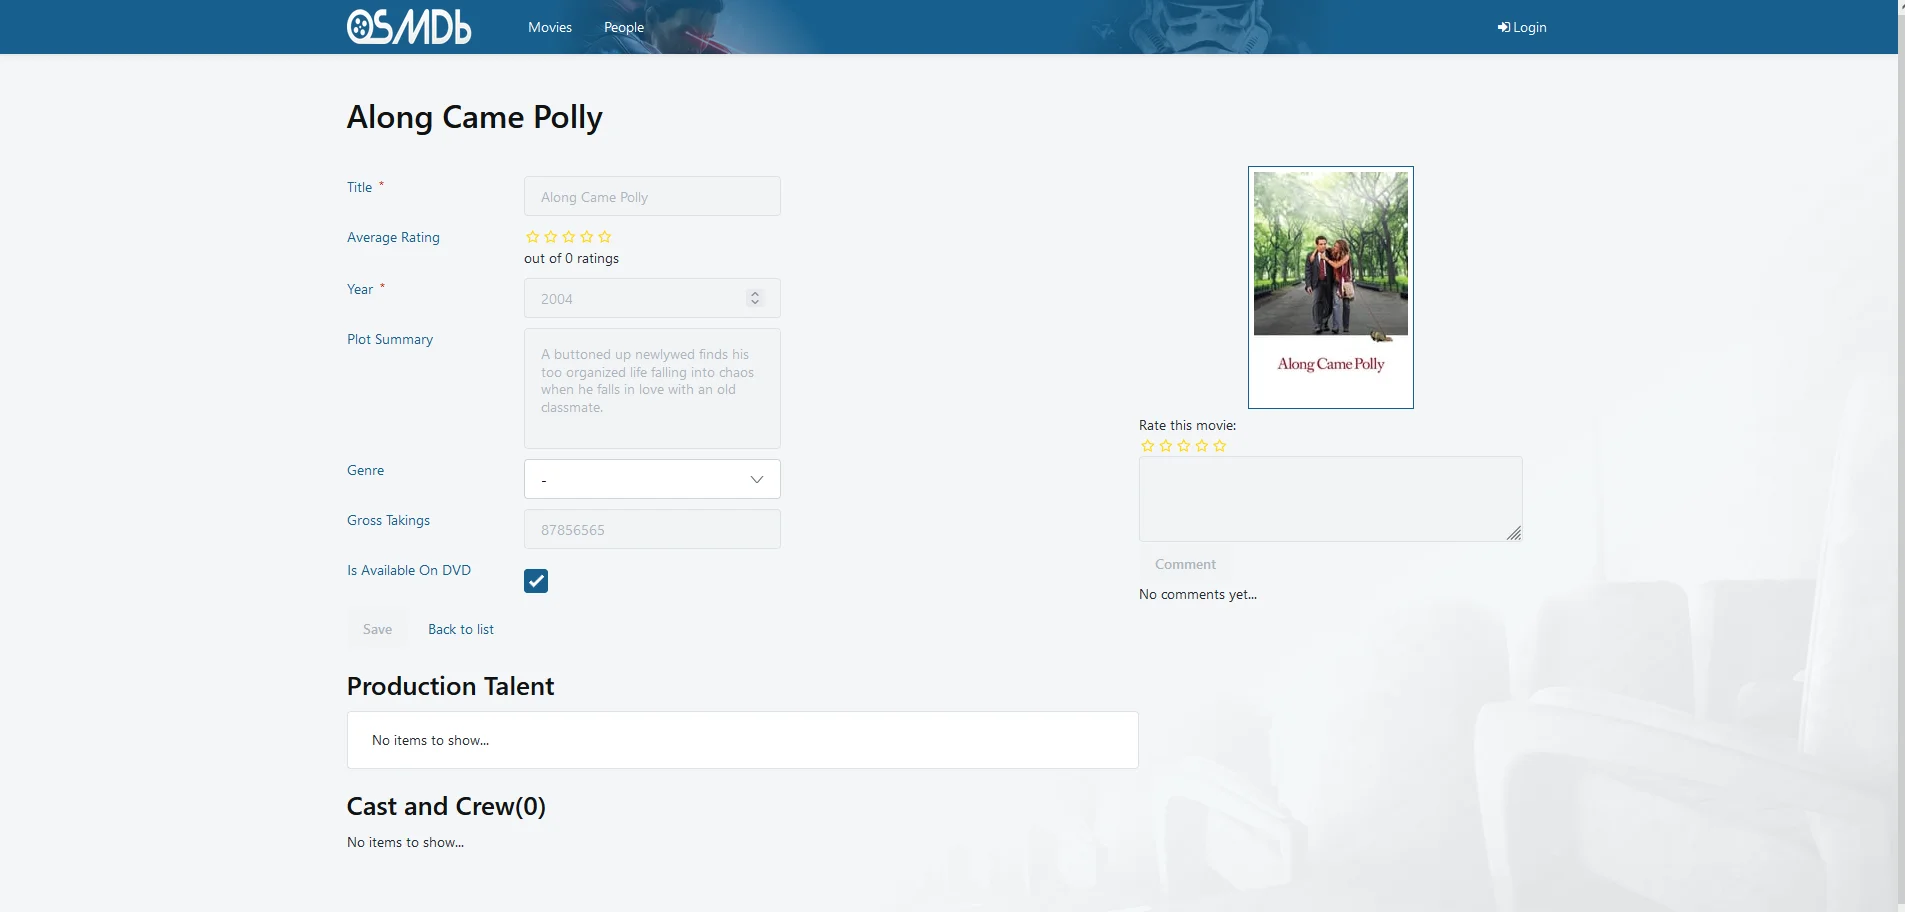 OSMDb
Movies
People
Login
Along Came Polly
Title *
Along Came Polly
Average Rating
out of 0 ratings
Year *
2004
Plot Summary
A buttoned up newlywed finds his
too organized life falling into chaos
when he falls in love with an old
classmate.
Genre
-
Gross Takings
87856565
Is Available On DVD
Save
Back to list
Along Came Polly
Rate this movie:
Comment
No comments yet...
Production Talent
No items to show...
Cast and Crew(0)
No items to show...